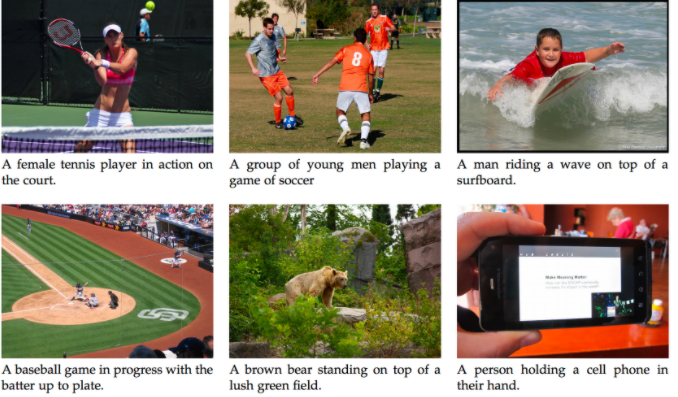 8
A female tennis player in action on
the court.
A group of young men playing a
game of soccer
A man riding a wave on top of a
surfboard.
A baseball game in progress with the
batter up to plate.
A brown bear standing on top of a
lush green field.
A person holding a cell phone in
their hand.